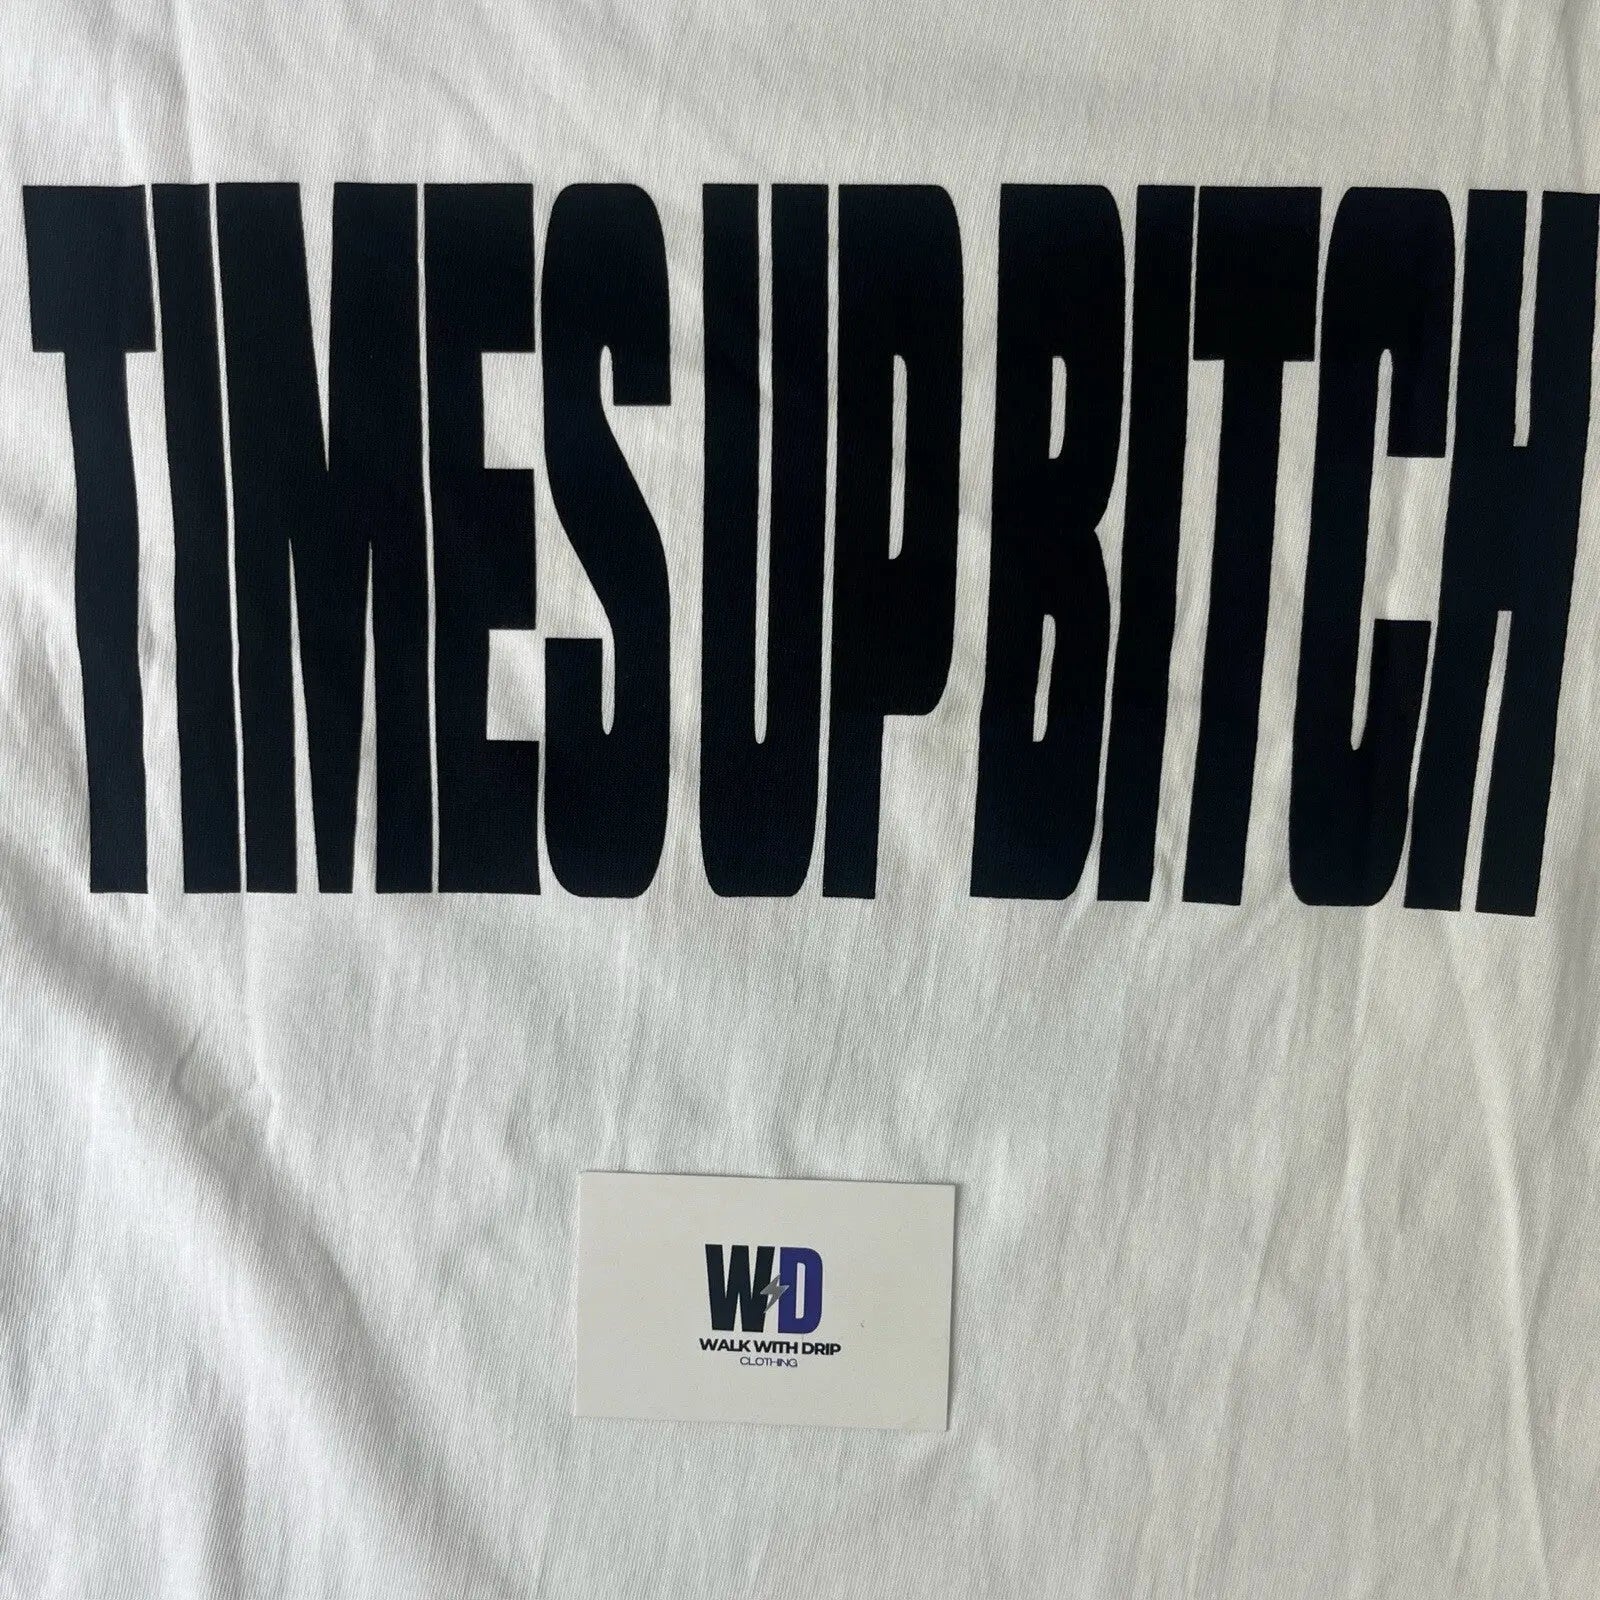 TIMES UP BITCH
WD
WALK WITH DRIP
CLOTHING